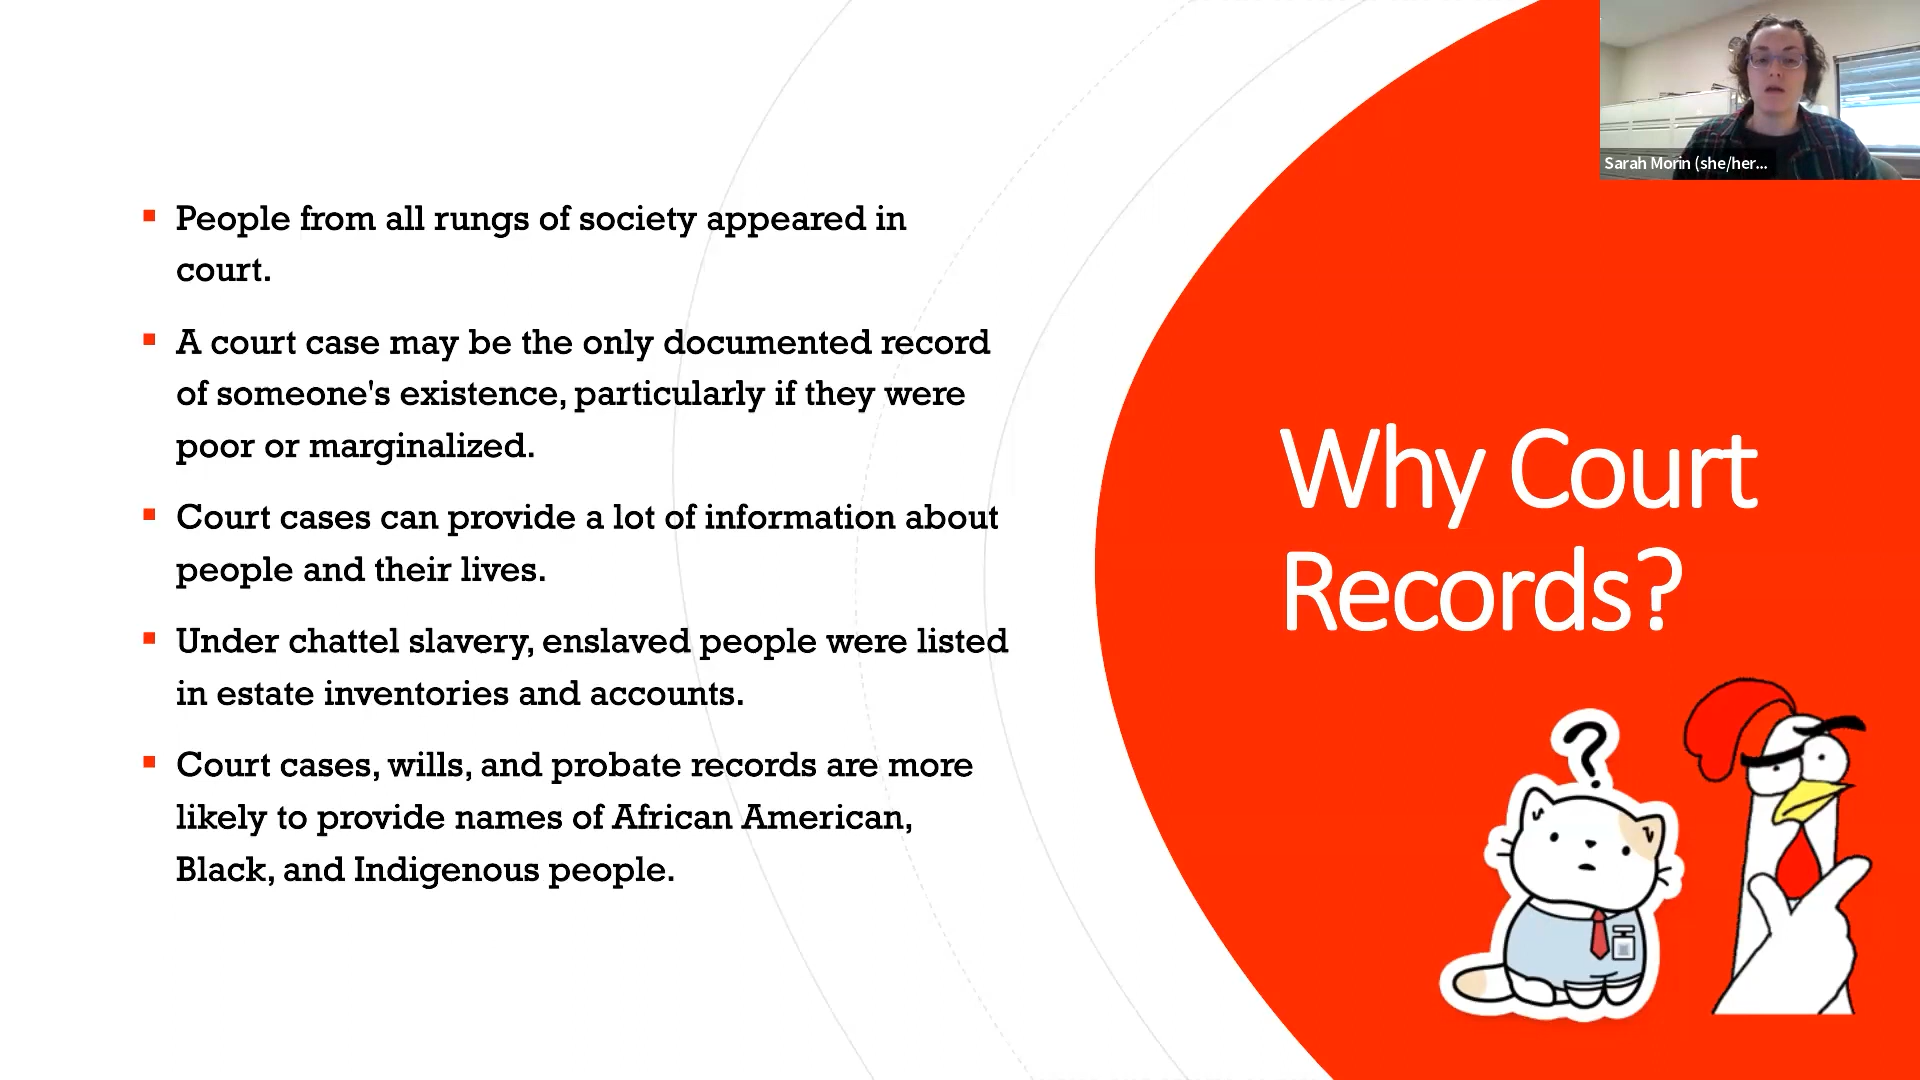 People from all rungs of society appeared in
court.
A court case may be the only documented record
of someone's existence, particularly if they were
poor or marginalized.
Court cases can provide a lot of information about
people and their lives.
Under chattel slavery, enslaved people were listed
in estate inventories and accounts.
Court cases, wills, and probate records are more
likely to provide names of African American,
Black, and Indigenous people.
Why Court
Records?
?
Sarah Morin (she/her...